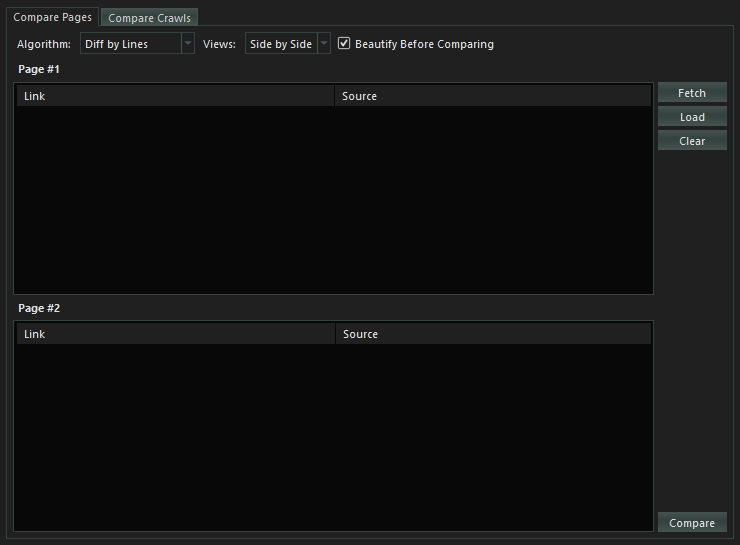 Compare Pages Compare Crawls
Algorithm: Diff by Lines Views: Side by Side Beautify Before Comparing
Page #1
Link Source Fetch
Load
Clear
Page #2
Link Source
Compare